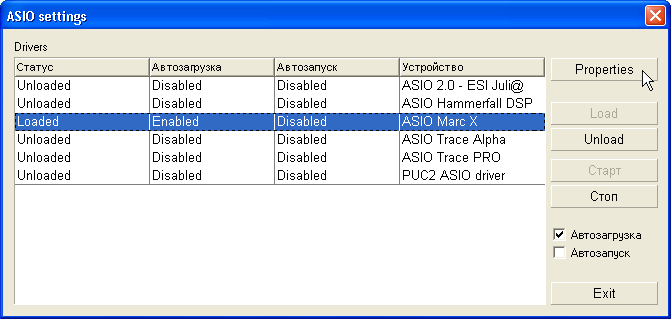 ASIO settings
Drivers
Статус Автозагрузка Автозапуск Устройство
Unloaded Disabled Disabled ASIO 2.0 - ESI Juli@
Unloaded Disabled Disabled ASIO Hammerfall DSP
Loaded Enabled Disabled ASIO Marc X
Unloaded Disabled Disabled ASIO Trace Alpha
Unloaded Disabled Disabled ASIO Trace PRO
Unloaded Disabled Disabled PUC2 ASIO driver
Properties
Load
Unload
Старт
Стоп
Автозагрузка
Автозапуск
Exit